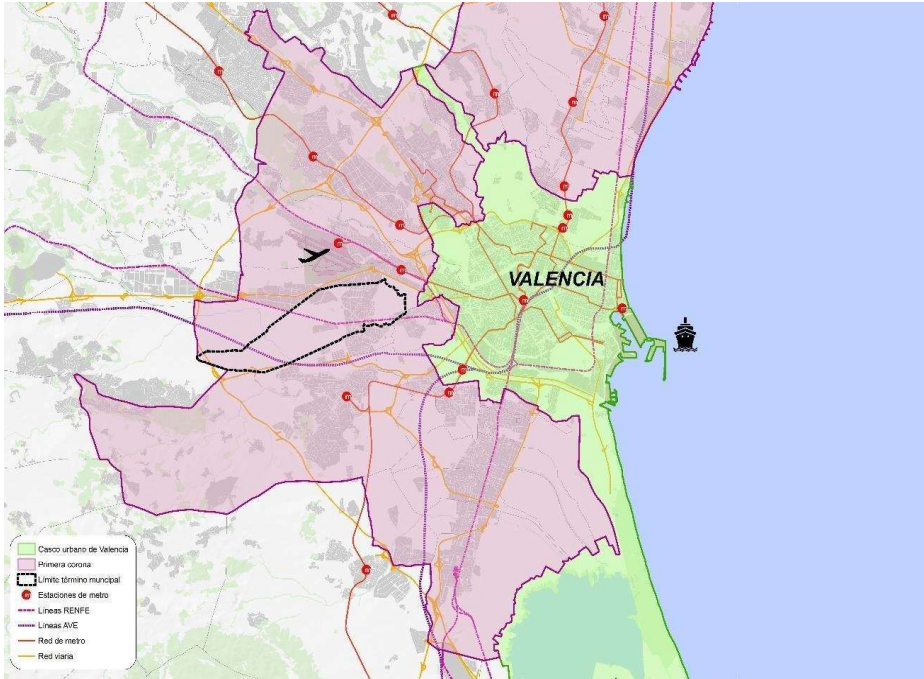 VALENCIA
Casco urbano de Valencia
Primera corona
Límite término muncipal
Estaciones de metro
Líneas RENFE
Líneas AVE
Red de metro
Red viaria